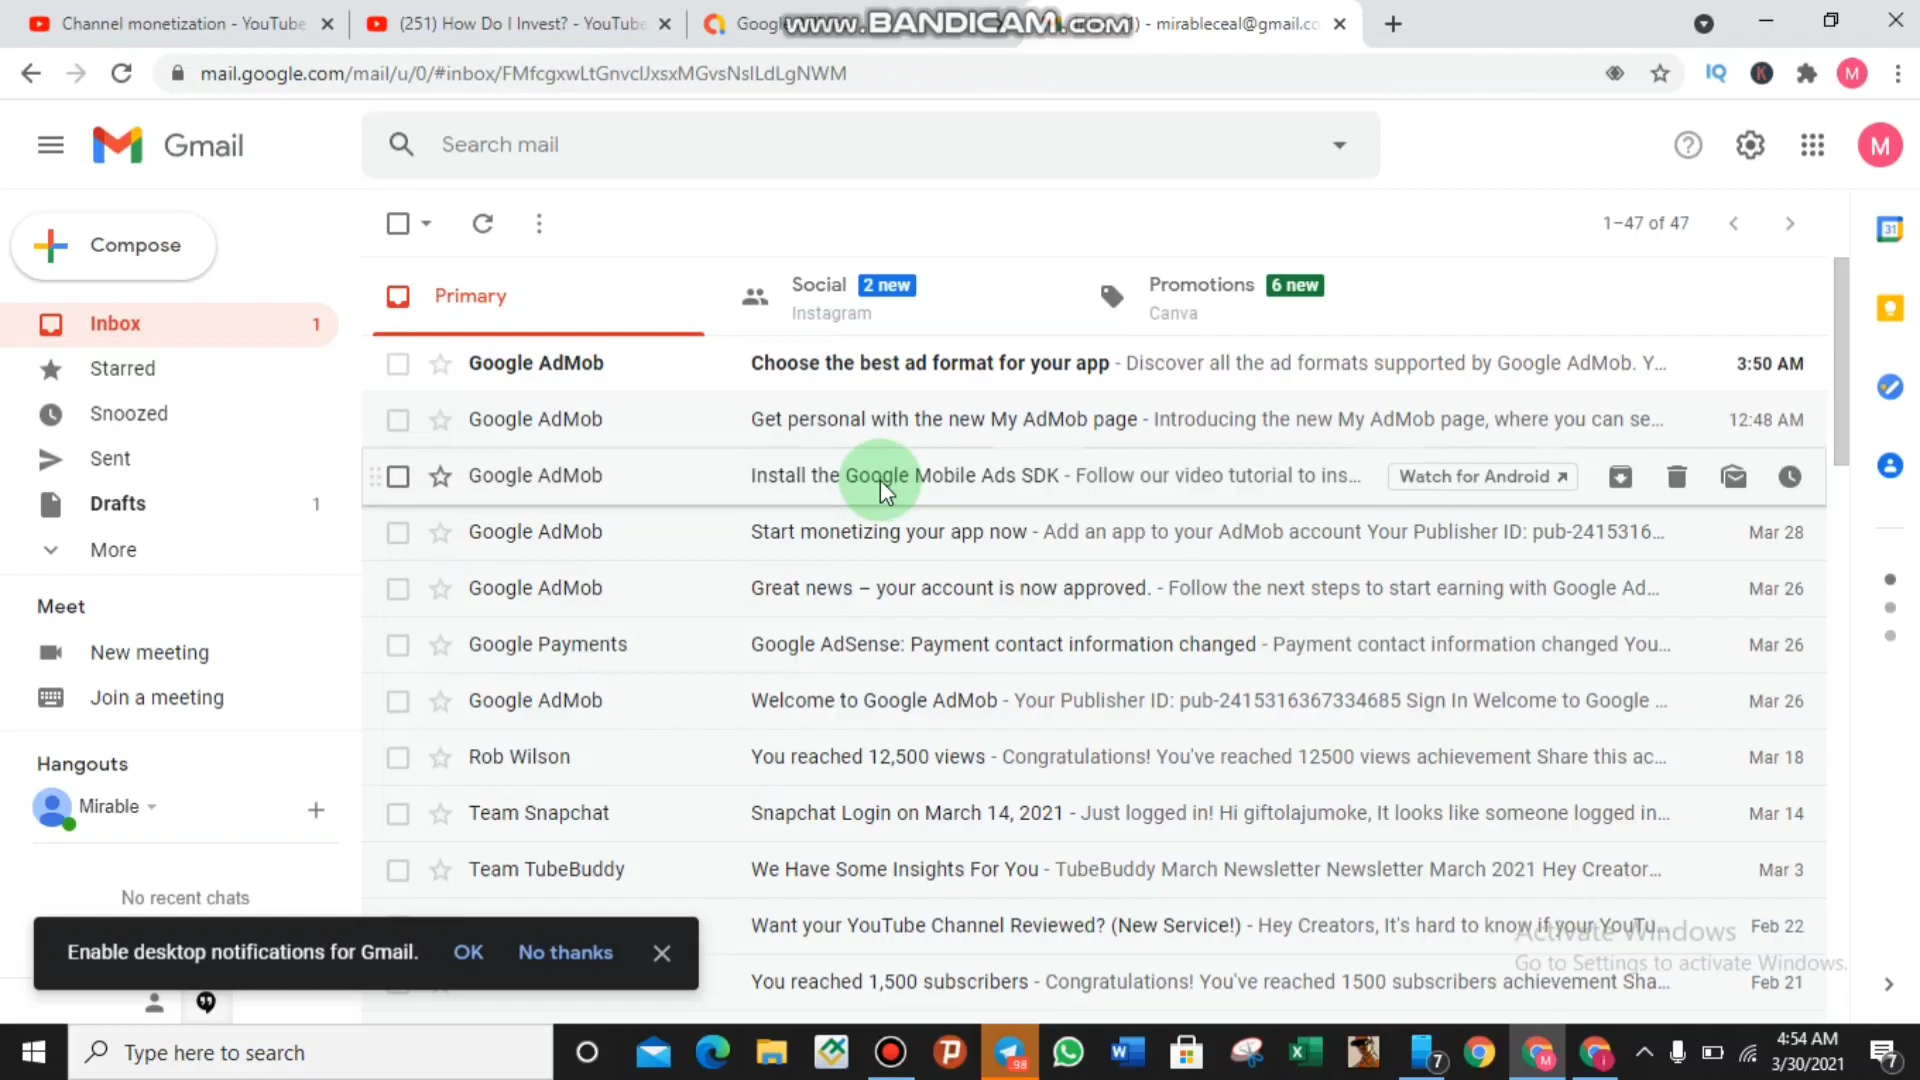 Channel monetization - YouTube
(251) How Do I Invest? - YouTube
Goog
www.BANDICAM.com
1) - mirableceal@gmail.co
mail.google.com/mail/u/0/#inbox/FMfcgxwLtGnvclJxsxMGvsNslLdLgNWM
IQ
K
M
Gmail
Search mail
M
Compose
1–47 of 47
31
Primary
Social 2 new
Instagram
Promotions 6 new
Canva
Inbox 1
Starred
Snoozed
Sent
Drafts 1
More
Google AdMob Choose the best ad format for your app - Discover all the ad formats supported by Google AdMob. Y... 3:50 AM
Google AdMob Get personal with the new My AdMob page - Introducing the new My AdMob page, where you can se... 12:48 AM
Google AdMob Install the Google Mobile Ads SDK - Follow our video tutorial to ins... Watch for Android
Google AdMob Start monetizing your app now - Add an app to your AdMob account Your Publisher ID: pub-2415316... Mar 28
Google AdMob Great news – your account is now approved. - Follow the next steps to start earning with Google Ad... Mar 26
Google Payments Google AdSense: Payment contact information changed - Payment contact information changed You... Mar 26
Google AdMob Welcome to Google AdMob - Your Publisher ID: pub-2415316367334685 Sign In Welcome to Google ... Mar 26
Rob Wilson You reached 12,500 views - Congratulations! You've reached 12500 views achievement Share this ac... Mar 18
Team Snapchat Snapchat Login on March 14, 2021 - Just logged in! Hi giftolajumoke, It looks like someone logged in... Mar 14
Team TubeBuddy We Have Some Insights For You - TubeBuddy March Newsletter Newsletter March 2021 Hey Creator... Mar 3
Want your YouTube Channel Reviewed? (New Service!) - Hey Creators, It's hard to know if your YouTu... Feb 22
You reached 1,500 subscribers - Congratulations! You've reached 1500 subscribers achievement Sha... Feb 21
Meet
New meeting
Join a meeting
Hangouts
Mirable
No recent chats
Enable desktop notifications for Gmail. OK No thanks
Activate Windows
Go to Settings to activate Windows.
Type here to search
98
7
4:54 AM
3/30/2021
7